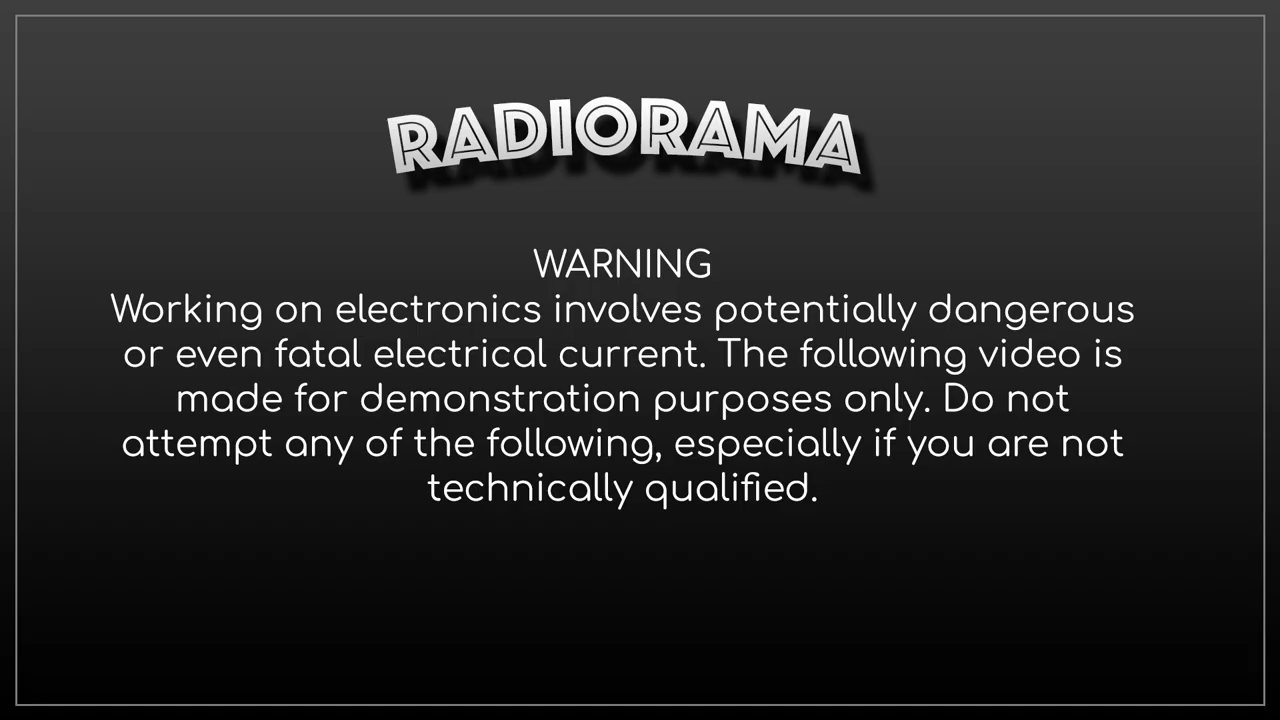 RADIORAMA
WARNING
Working on electronics involves potentially dangerous
or even fatal electrical current. The following video is
made for demonstration purposes only. Do not
attempt any of the following, especially if you are not
technically qualified.